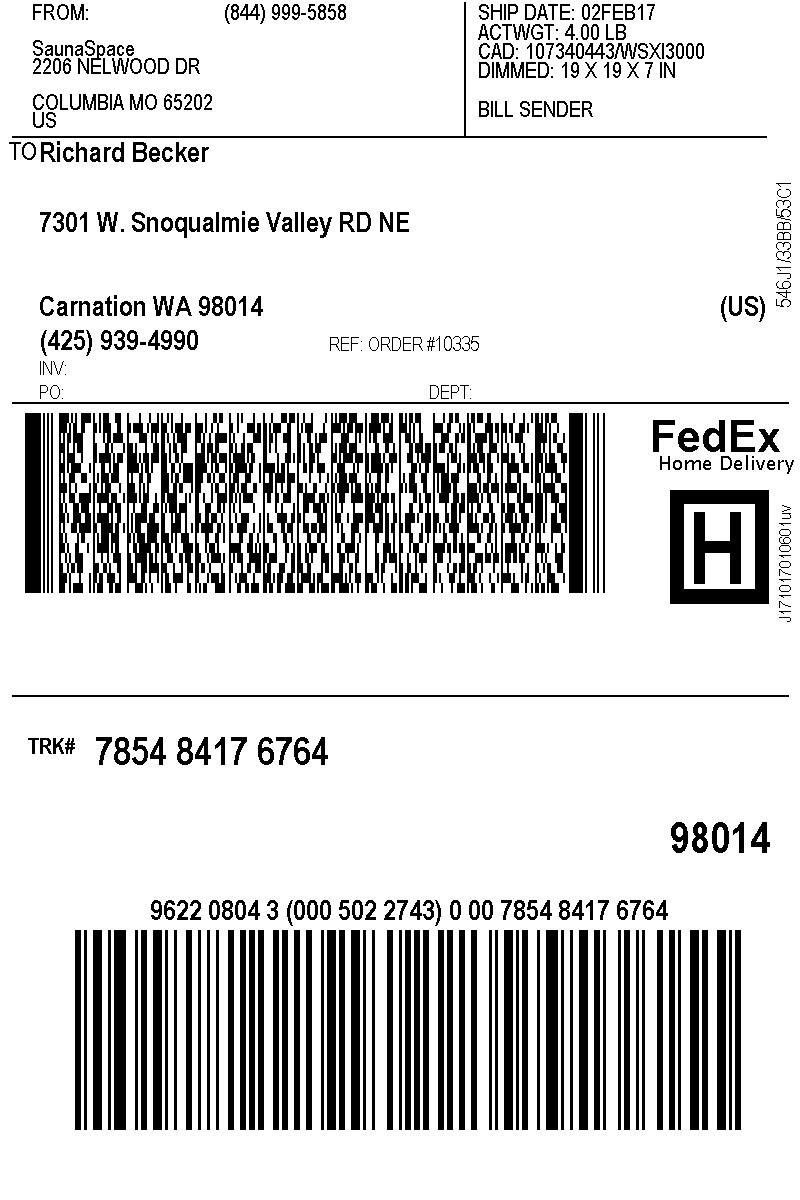 FROM: (844) 999-5858
SaunaSpace
2206 NELWOOD DR
COLUMBIA MO 65202
US
SHIP DATE: 02FEB17
ACTWGT: 4.00 LB
CAD: 107340443/WSXI3000
DIMMED: 19 X 19 X 7 IN
BILL SENDER
TO Richard Becker
7301 W. Snoqualmie Valley RD NE
Carnation WA 98014 (US)
(425) 939-4990 REF: ORDER #10335
INV:
PO: DEPT:
546J1/33BB/53C1
FedEx
Home Delivery
H
J171017010601uv
TRK# 7854 8417 6764
98014
9622 0804 3 (000 502 2743) 0 00 7854 8417 6764